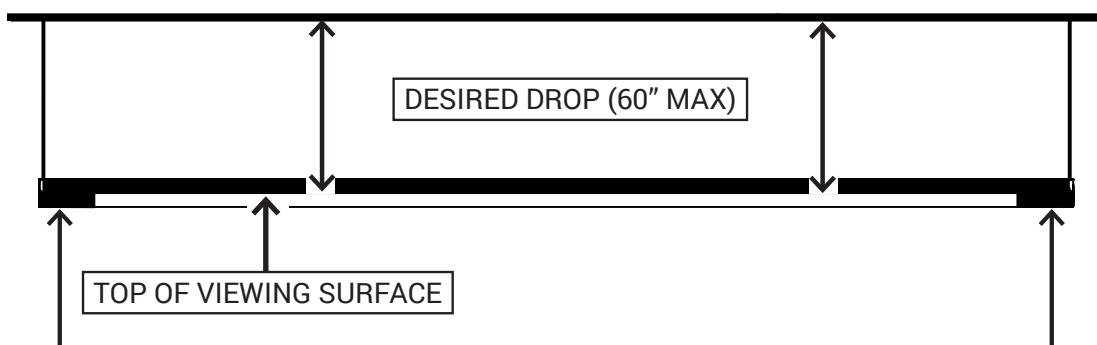 DESIRED DROP (60” MAX)
TOP OF VIEWING SURFACE